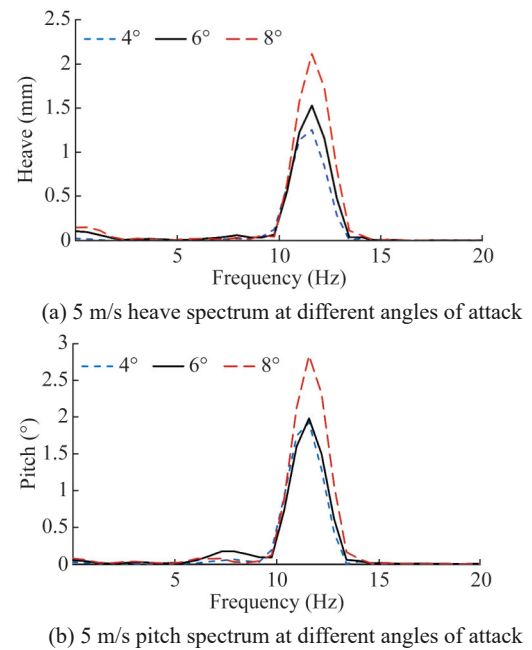 2.5
4° 6° 8°
2
1.5
1
0.5
0
5 10 15 20
Heave (mm)
Frequency (Hz)
(a) 5 m/s heave spectrum at different angles of attack
3
4° 6° 8°
2.5
2
1.5
1
0.5
0
5 10 15 20
Pitch (°)
Frequency (Hz)
(b) 5 m/s pitch spectrum at different angles of attack